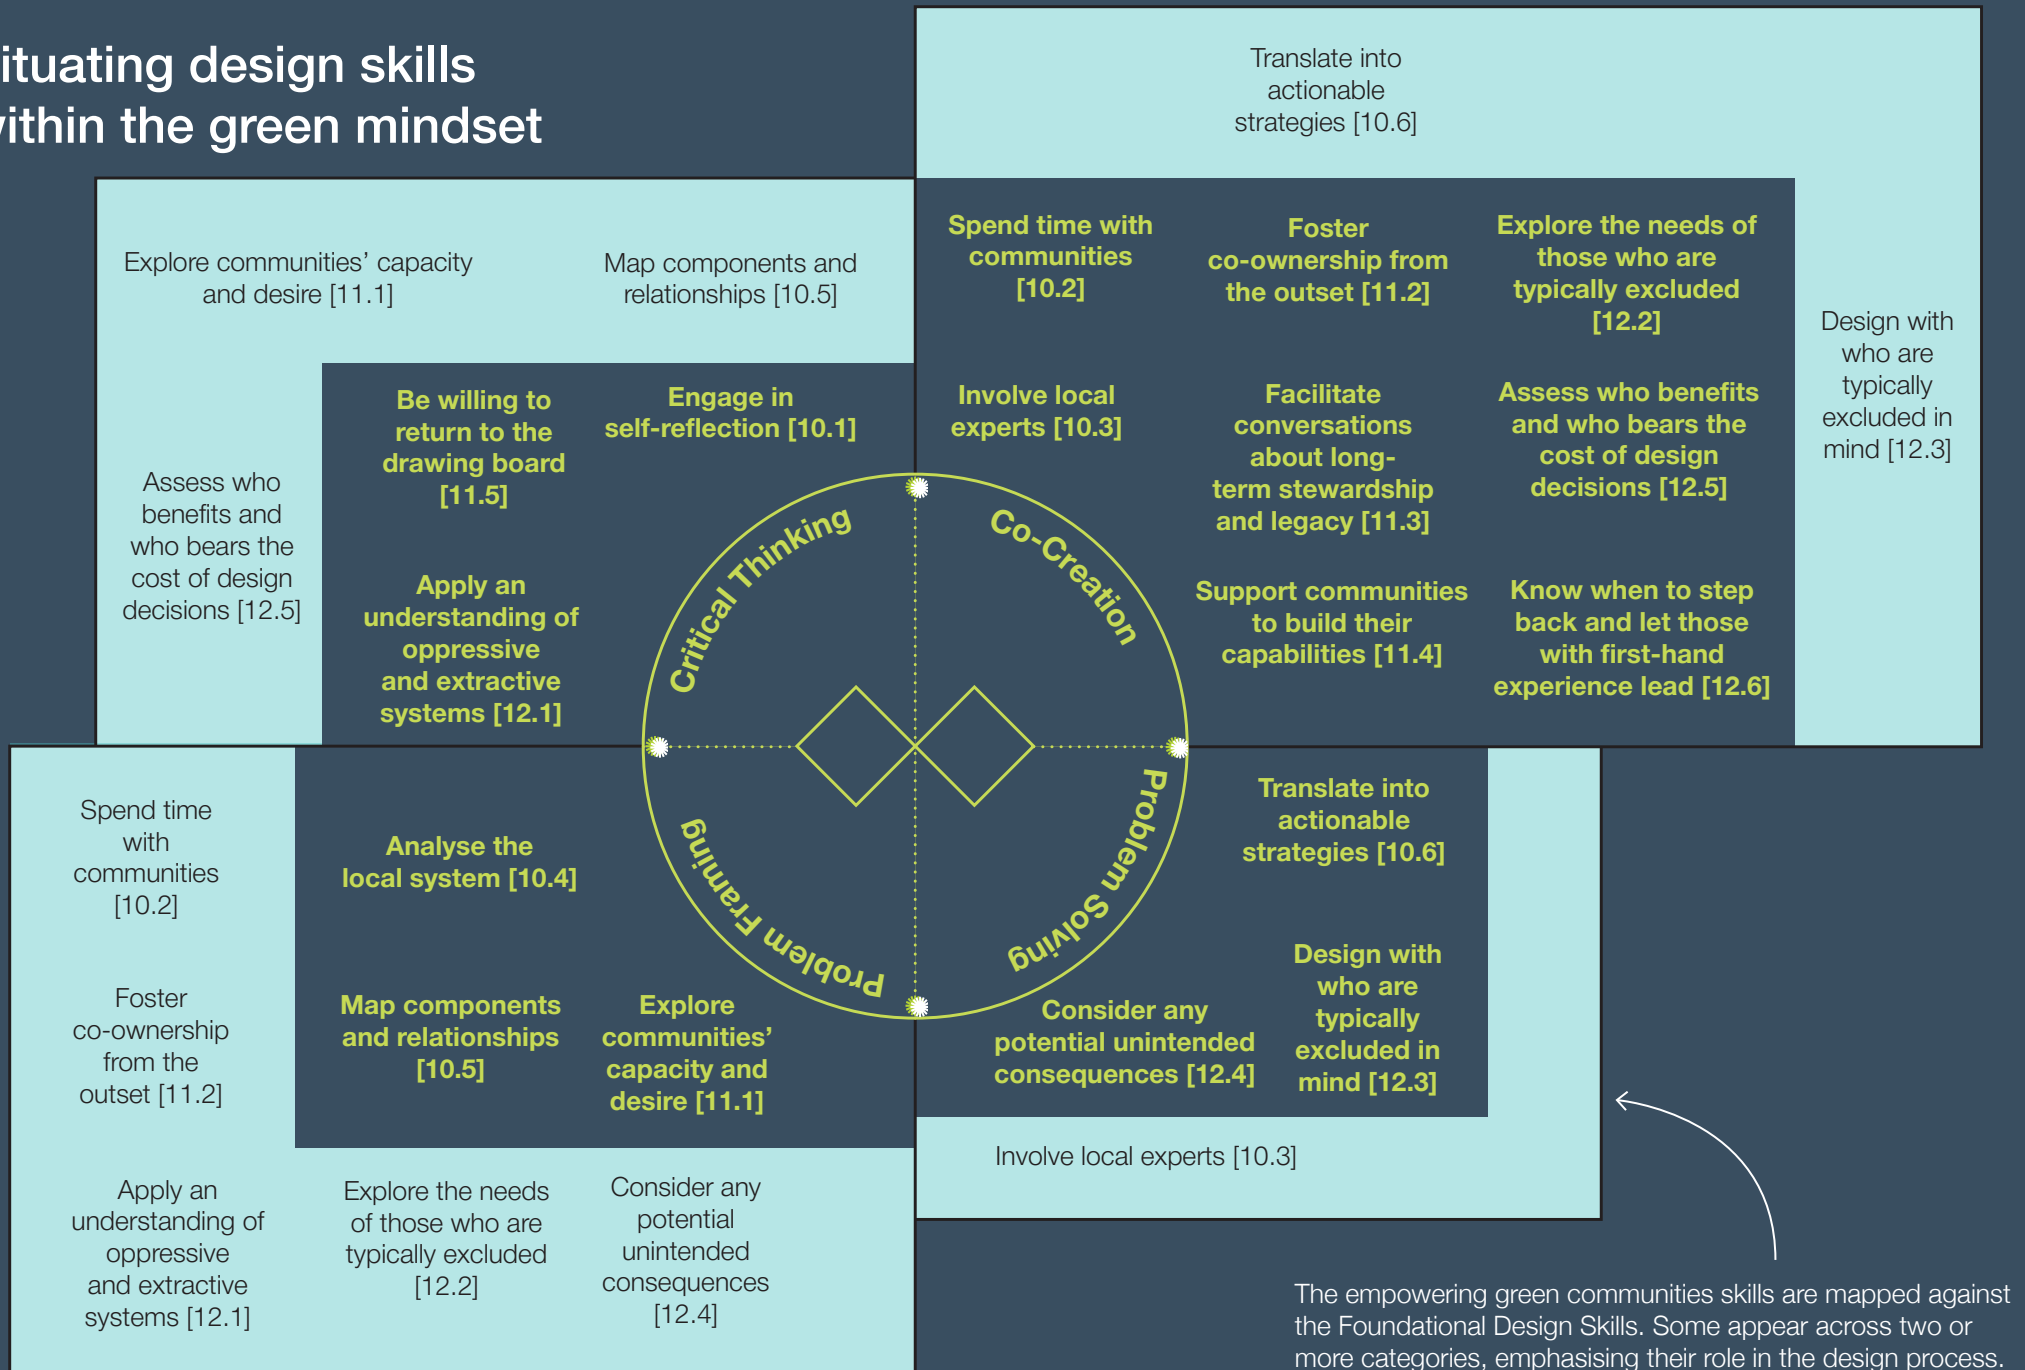 ituating design skills
within the green mindset
Translate into
actionable
strategies [10.6]
Explore communities’ capacity
and desire [11.1]
Map components and
relationships [10.5]
Assess who
benefits and
who bears the
cost of design
decisions [12.5]
Be willing to
return to the
drawing board
[11.5]
Engage in
self-reflection [10.1]
Apply an
understanding of
oppressive
and extractive
systems [12.1]
Spend time with
communities
[10.2]
Foster
co-ownership from
the outset [11.2]
Explore the needs of
those who are
typically excluded
[12.2]
Involve local
experts [10.3]
Facilitate
conversations
about long-
term stewardship
and legacy [11.3]
Assess who benefits
and who bears the
cost of design
decisions [12.5]
Support communities
to build their
capabilities [11.4]
Know when to step
back and let those
with first-hand
experience lead [12.6]
Design with
who are
typically
excluded in
mind [12.3]
Critical Thinking
Co-Creation
Problem Framing
Problem Solving
Spend time
with
communities
[10.2]
Foster
co-ownership
from the
outset [11.2]
Apply an
understanding of
oppressive
and extractive
systems [12.1]
Explore the needs
of those who are
typically excluded
[12.2]
Consider any
potential
unintended
consequences
[12.4]
Analyse the
local system [10.4]
Map components
and relationships
[10.5]
Explore
communities’
capacity and
desire [11.1]
Translate into
actionable
strategies [10.6]
Design with
who are
typically
excluded in
mind [12.3]
Consider any
potential unintended
consequences [12.4]
Involve local experts [10.3]
The empowering green communities skills are mapped against
the Foundational Design Skills. Some appear across two or
more categories, emphasising their role in the design process.